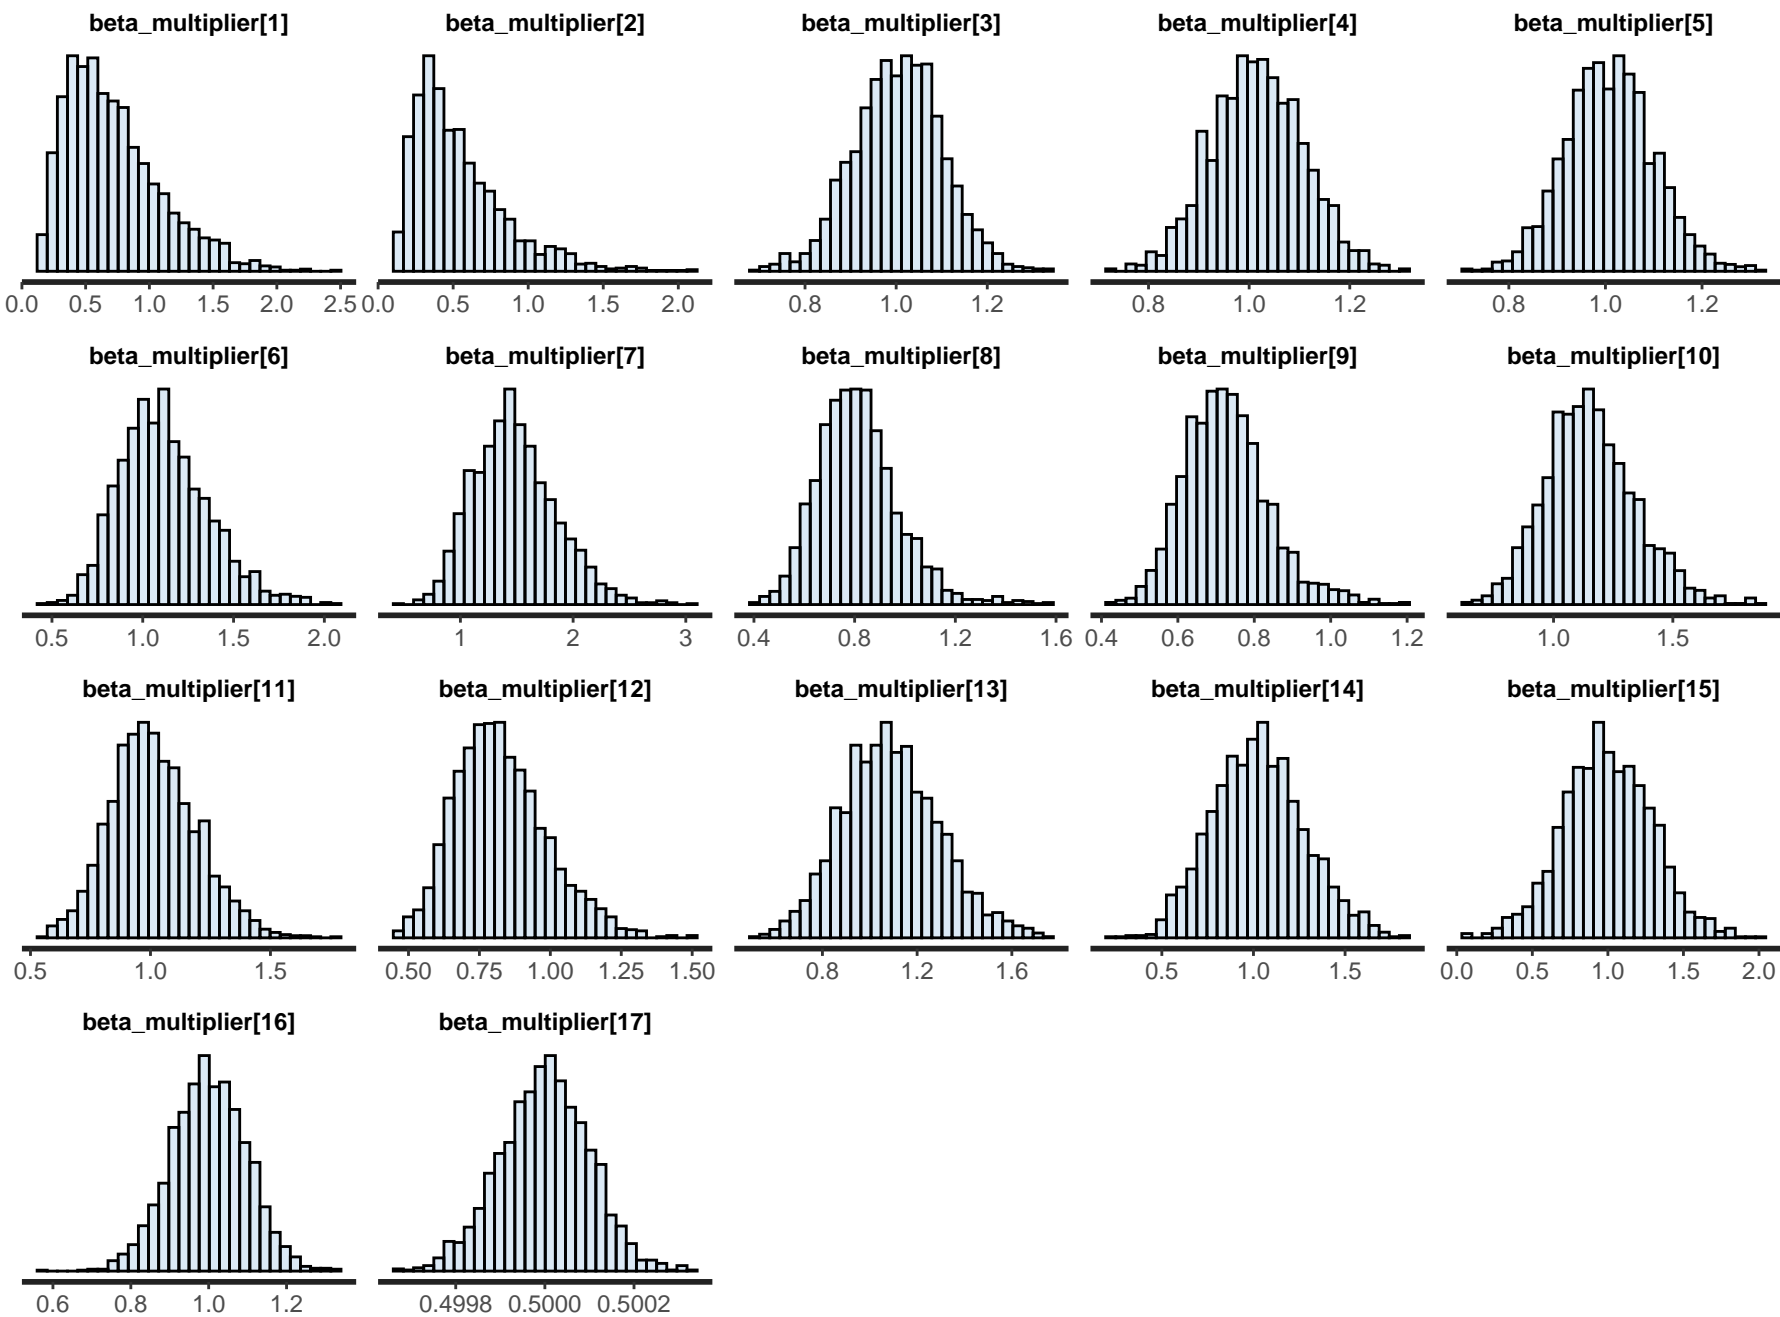 beta_multiplier[1] beta_multiplier[2] beta_multiplier[3] beta_multiplier[4] beta_multiplier[5]
0.0 0.5 1.0 1.5 2.0 2.5 0.0 0.5 1.0 1.5 2.0 0.8 1.0 1.2 0.8 1.0 1.2 0.8 1.0 1.2
beta_multiplier[6] beta_multiplier[7] beta_multiplier[8] beta_multiplier[9] beta_multiplier[10]
0.5 1.0 1.5 2.0 1 2 3 0.4 0.8 1.2 1.6 0.4 0.6 0.8 1.0 1.2 1.0 1.5
beta_multiplier[11] beta_multiplier[12] beta_multiplier[13] beta_multiplier[14] beta_multiplier[15]
0.5 1.0 1.5 0.50 0.75 1.00 1.25 1.50 0.8 1.2 1.6 0.5 1.0 1.5 0.0 0.5 1.0 1.5 2.0
beta_multiplier[16] beta_multiplier[17]
0.6 0.8 1.0 1.2 0.4998 0.5000 0.5002